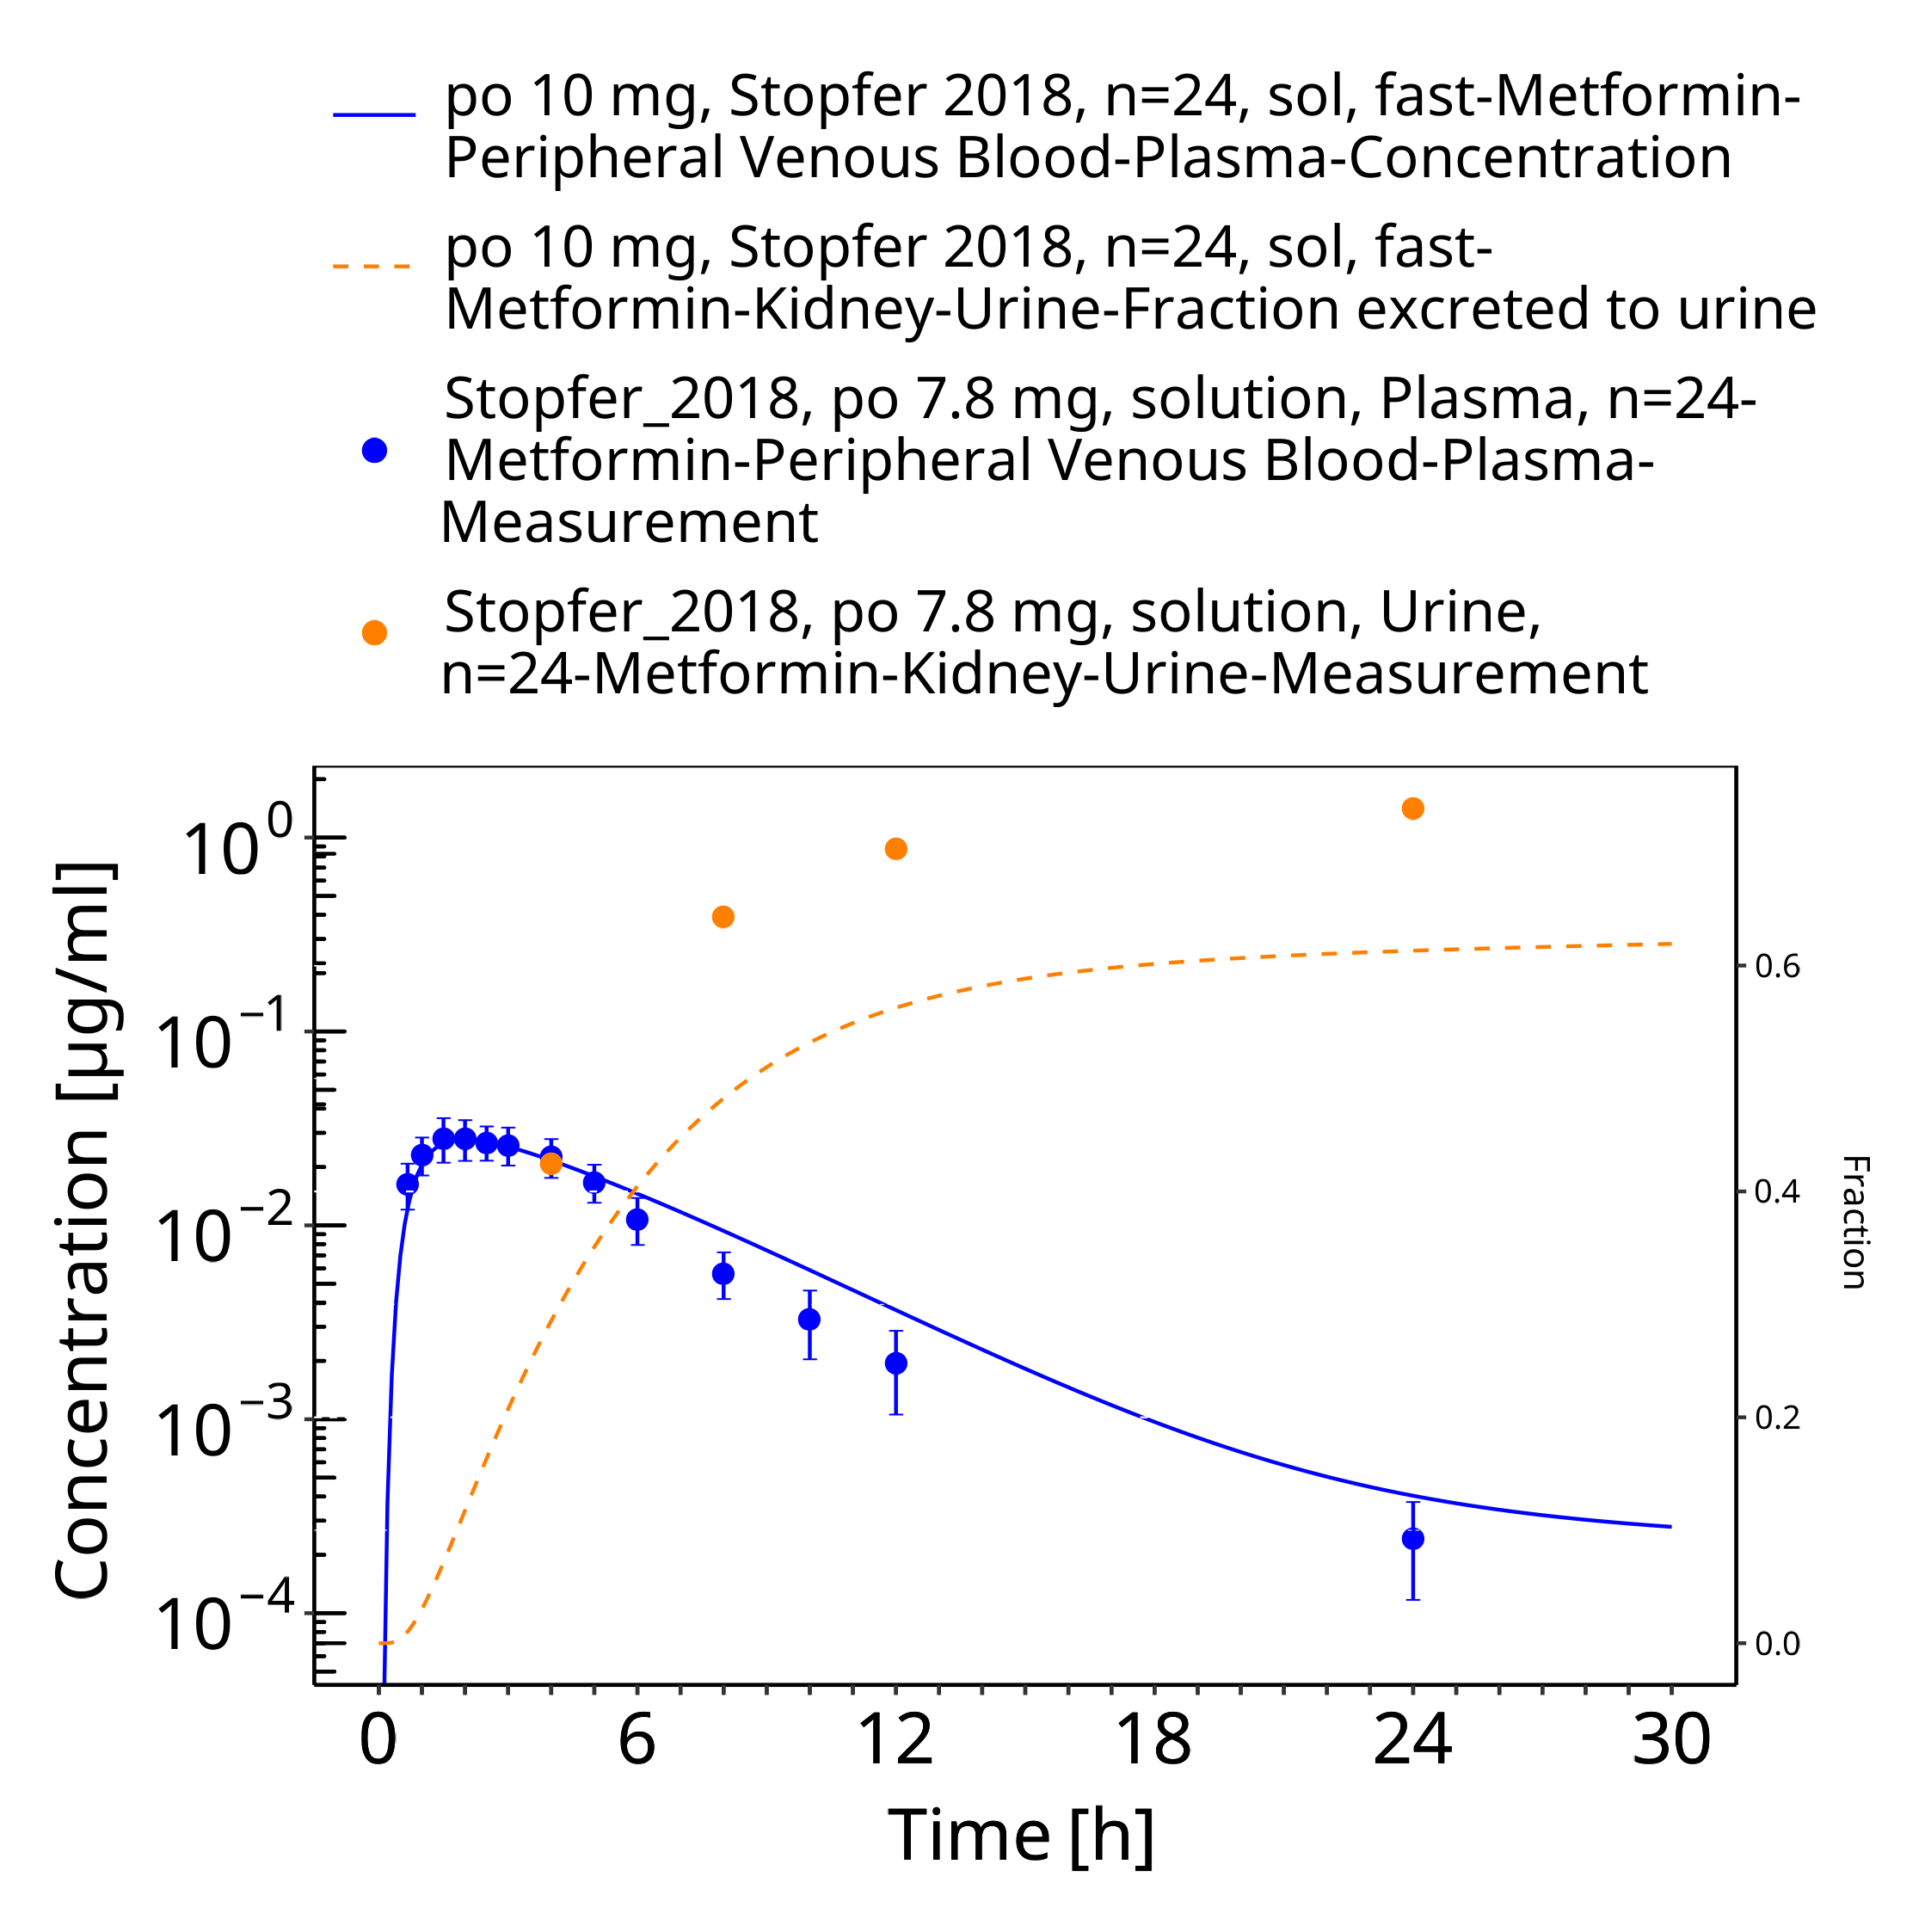 po 10 mg, Stopfer 2018, n=24, sol, fast-Metformin-
Peripheral Venous Blood-Plasma-Concentration
po 10 mg, Stopfer 2018, n=24, sol, fast-
Metformin-Kidney-Urine-Fraction excreted to urine
Stopfer_2018, po 7.8 mg, solution, Plasma, n=24-
Metformin-Peripheral Venous Blood-Plasma-
Measurement
Stopfer_2018, po 7.8 mg, solution, Urine,
n=24-Metformin-Kidney-Urine-Measurement
Concentration [µg/ml]
10⁰
10⁻¹
10⁻²
10⁻³
10⁻⁴
0.6
0.4
0.2
0.0
Fraction
0 6 12 18 24 30
Time [h]